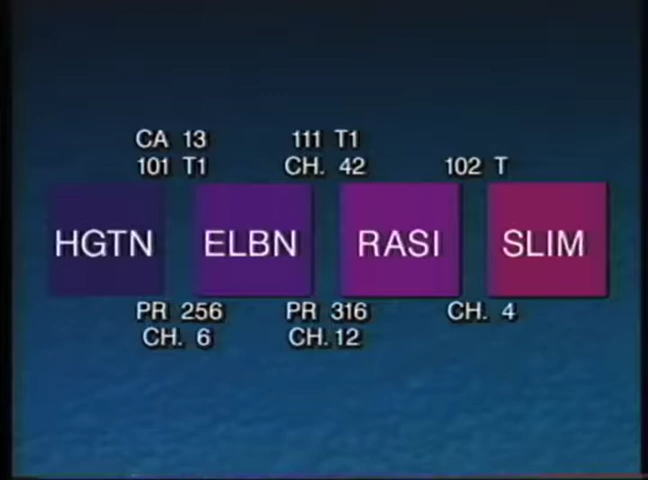 CA 13
101 T1
111 T1
CH. 42
102 T
HGTN
ELBN
RASI
SLIM
PR 256
CH. 6
PR 316
CH. 12
CH. 4